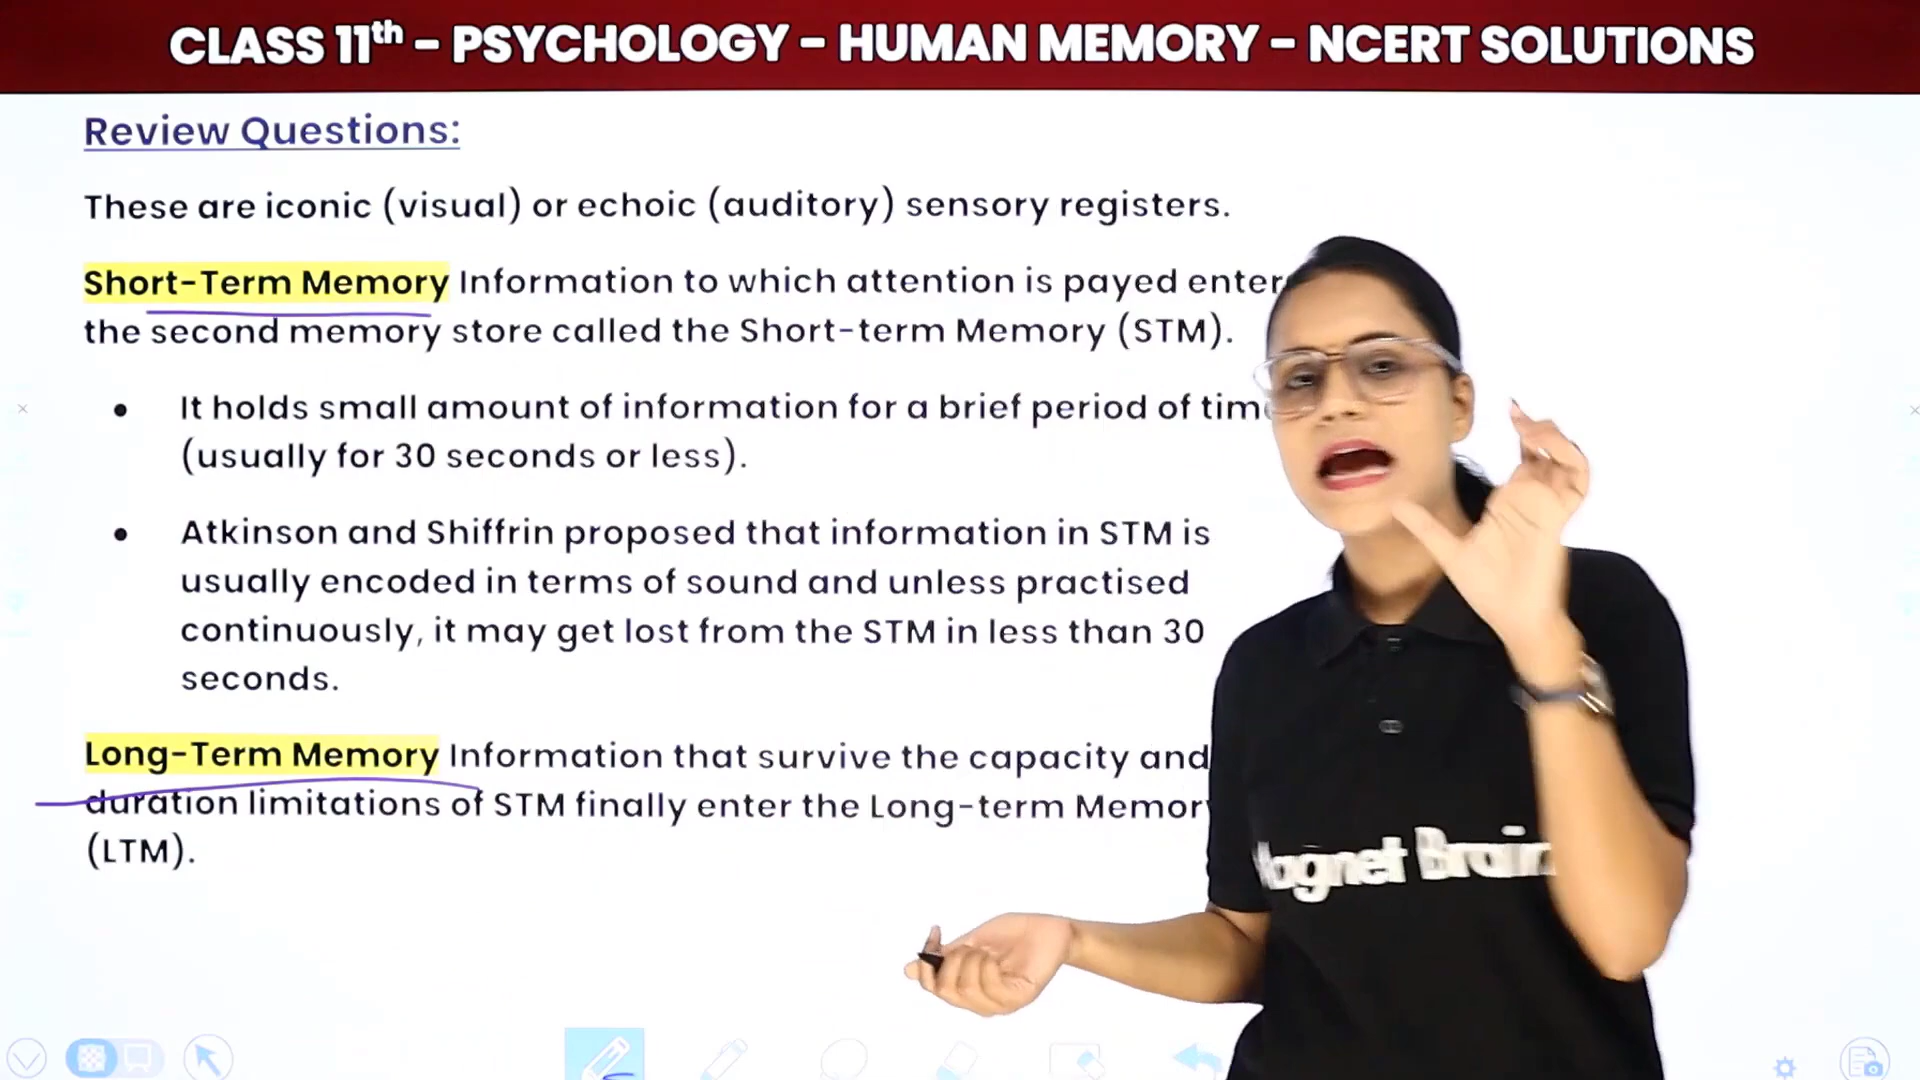 CLASS 11th – PSYCHOLOGY – HUMAN MEMORY – NCERT SOLUTIONS
Review Questions:
These are iconic (visual) or echoic (auditory) sensory registers.
Short-Term Memory Information to which attention is payed enter
the second memory store called the Short-term Memory (STM).
• It holds small amount of information for a brief period of
(usually for 30 seconds or less).
• Atkinson and Shiffrin proposed that information in STM is
usually encoded in terms of sound and unless practised
continuously, it may get lost from the STM in less than 30
seconds.
Long-Term Memory Information that survive the capacity and
duration limitations of STM finally enter the Long-term
(LTM).